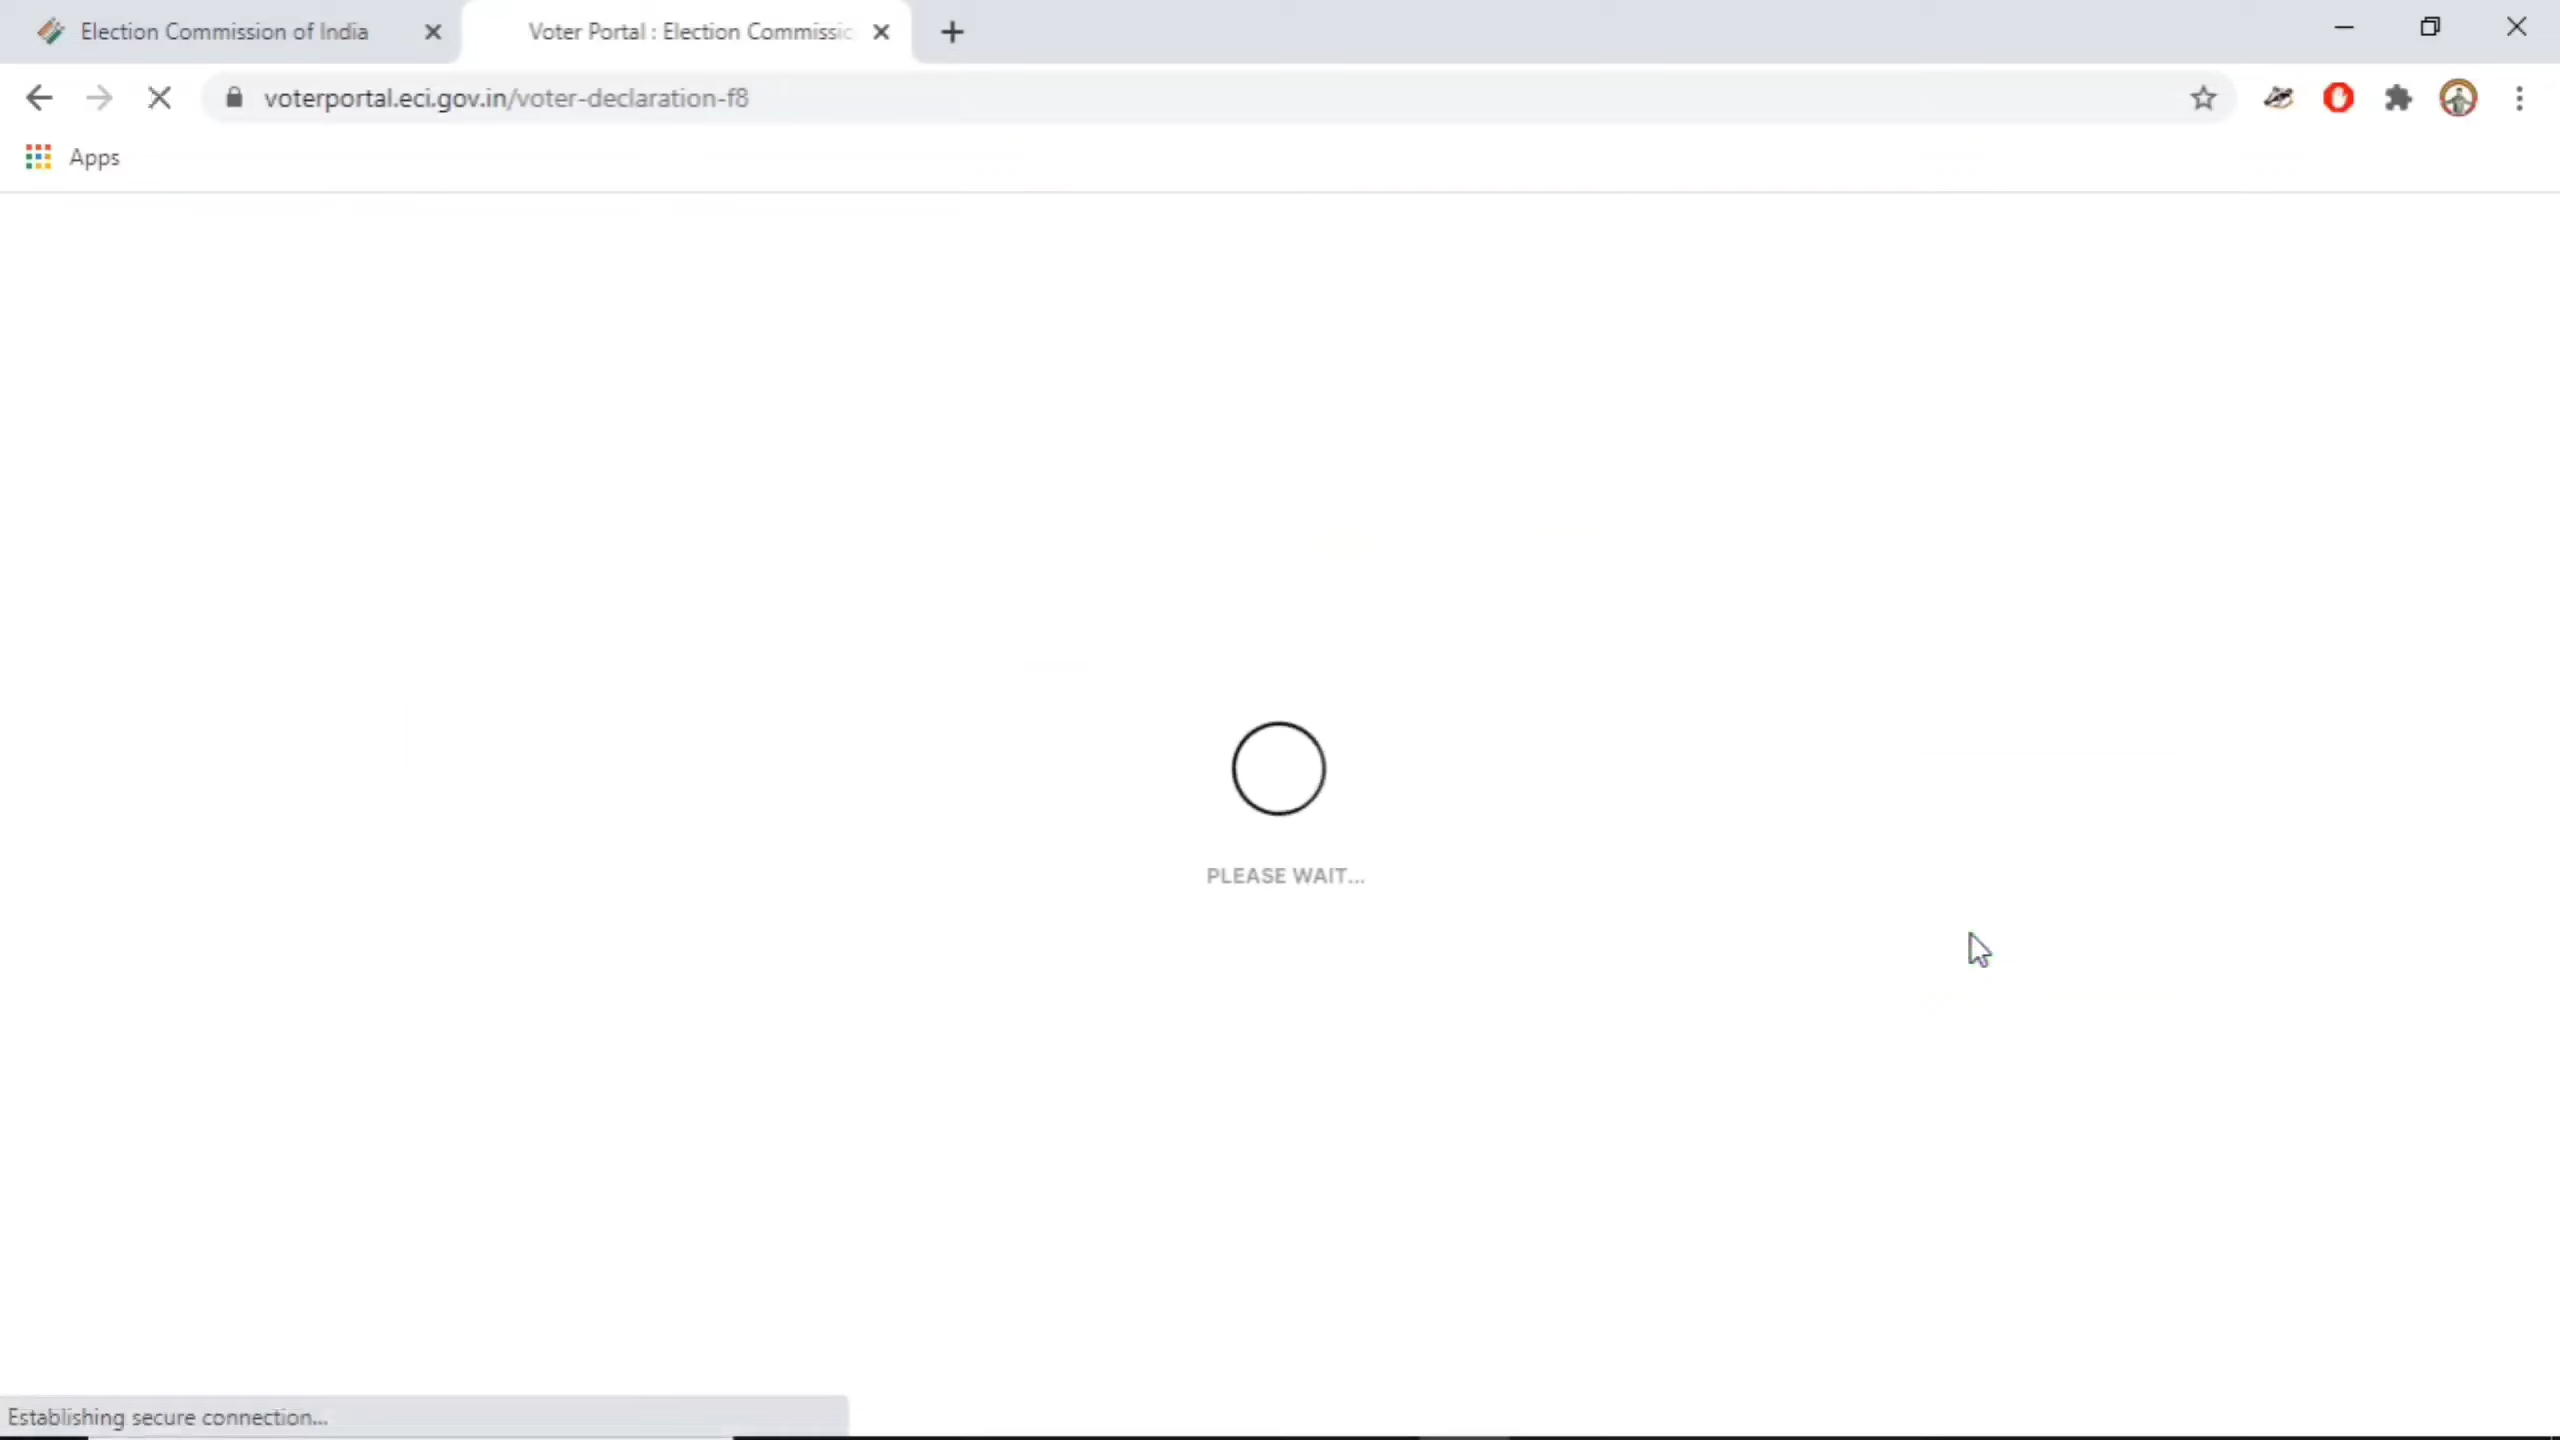 Election Commission of India
Voter Portal : Election Commissic
voterportal.eci.gov.in/voter-declaration-f8
Apps
PLEASE WAIT...
Establishing secure connection...